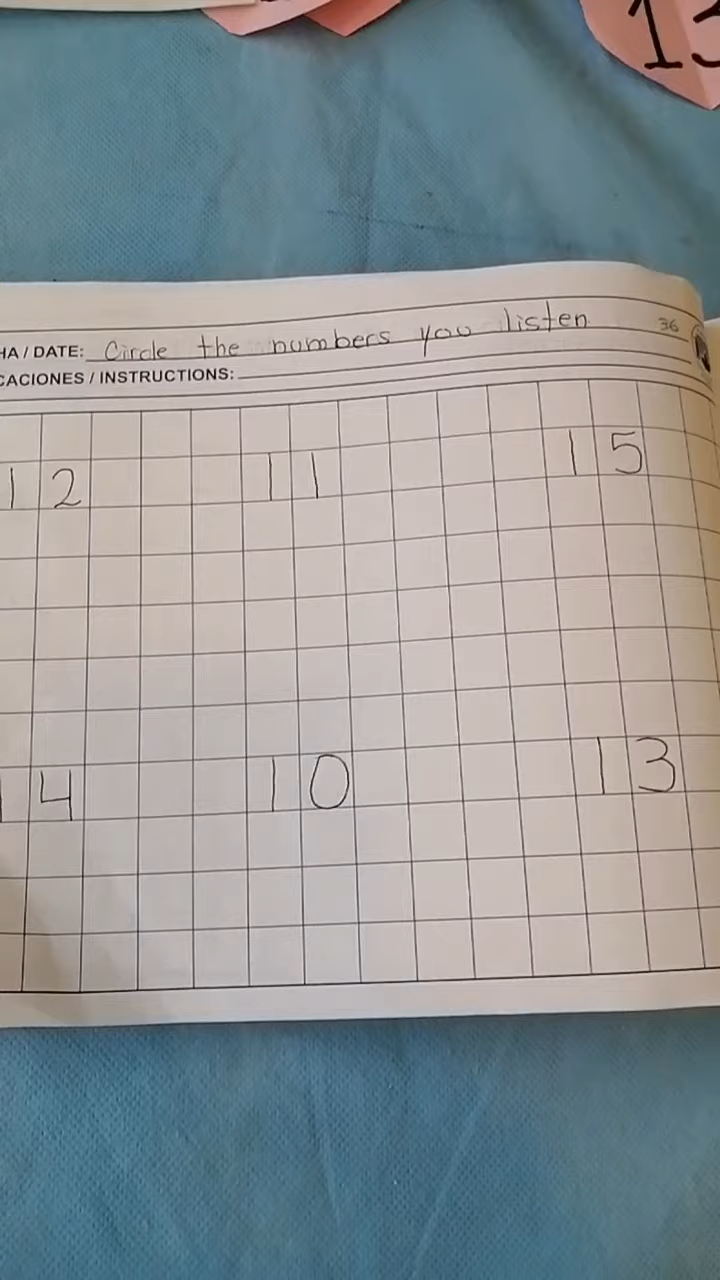 13
HA / DATE: Circle the numbers you listen 36
CACIONES / INSTRUCTIONS:
12 11 15
14 10 13